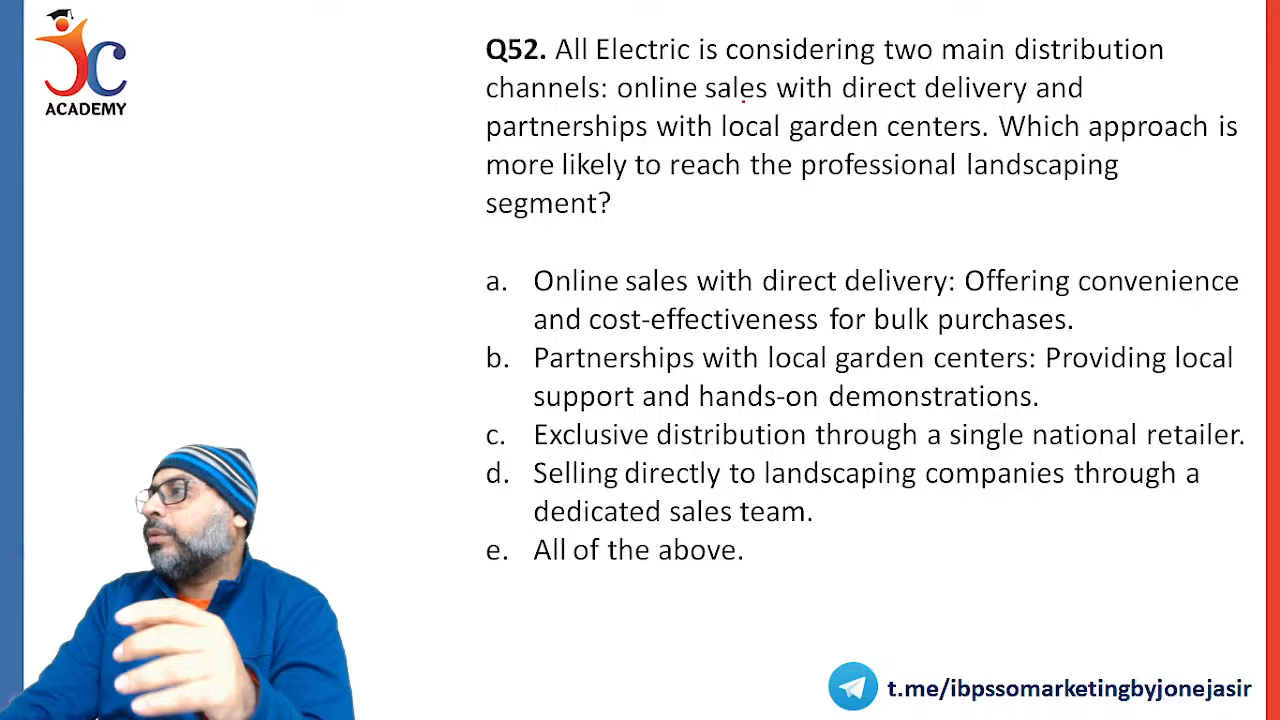 JC
ACADEMY
Q52. All Electric is considering two main distribution
channels: online sales with direct delivery and
partnerships with local garden centers. Which approach is
more likely to reach the professional landscaping
segment?
a. Online sales with direct delivery: Offering convenience
and cost-effectiveness for bulk purchases.
b. Partnerships with local garden centers: Providing local
support and hands-on demonstrations.
c. Exclusive distribution through a single national retailer.
d. Selling directly to landscaping companies through a
dedicated sales team.
e. All of the above.
t.me/ibpssomarketingbyjonejasir